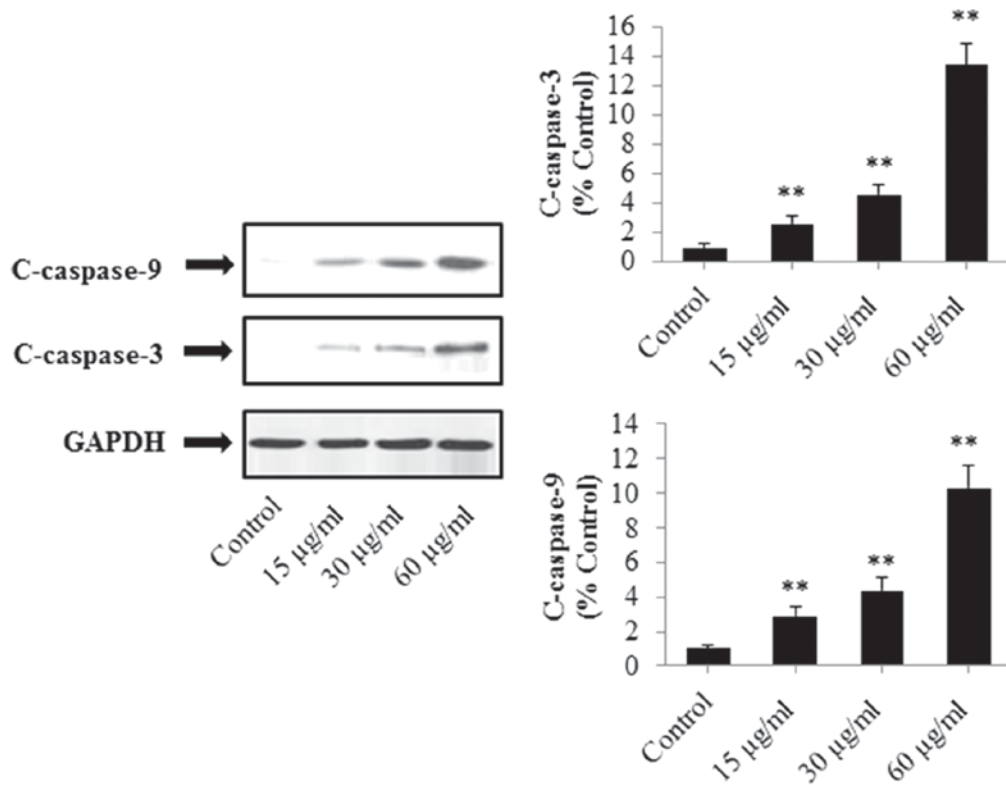 C-caspase-9
C-caspase-3
GAPDH
Control
15 µg/ml
30 µg/ml
60 µg/ml
C-caspase-3
(% Control)
16
14
12
10
8
6
4
2
0
**
**
**
Control
15 µg/ml
30 µg/ml
60 µg/ml
C-caspase-9
(% Control)
14
12
10
8
6
4
2
0
**
**
**
Control
15 µg/ml
30 µg/ml
60 µg/ml